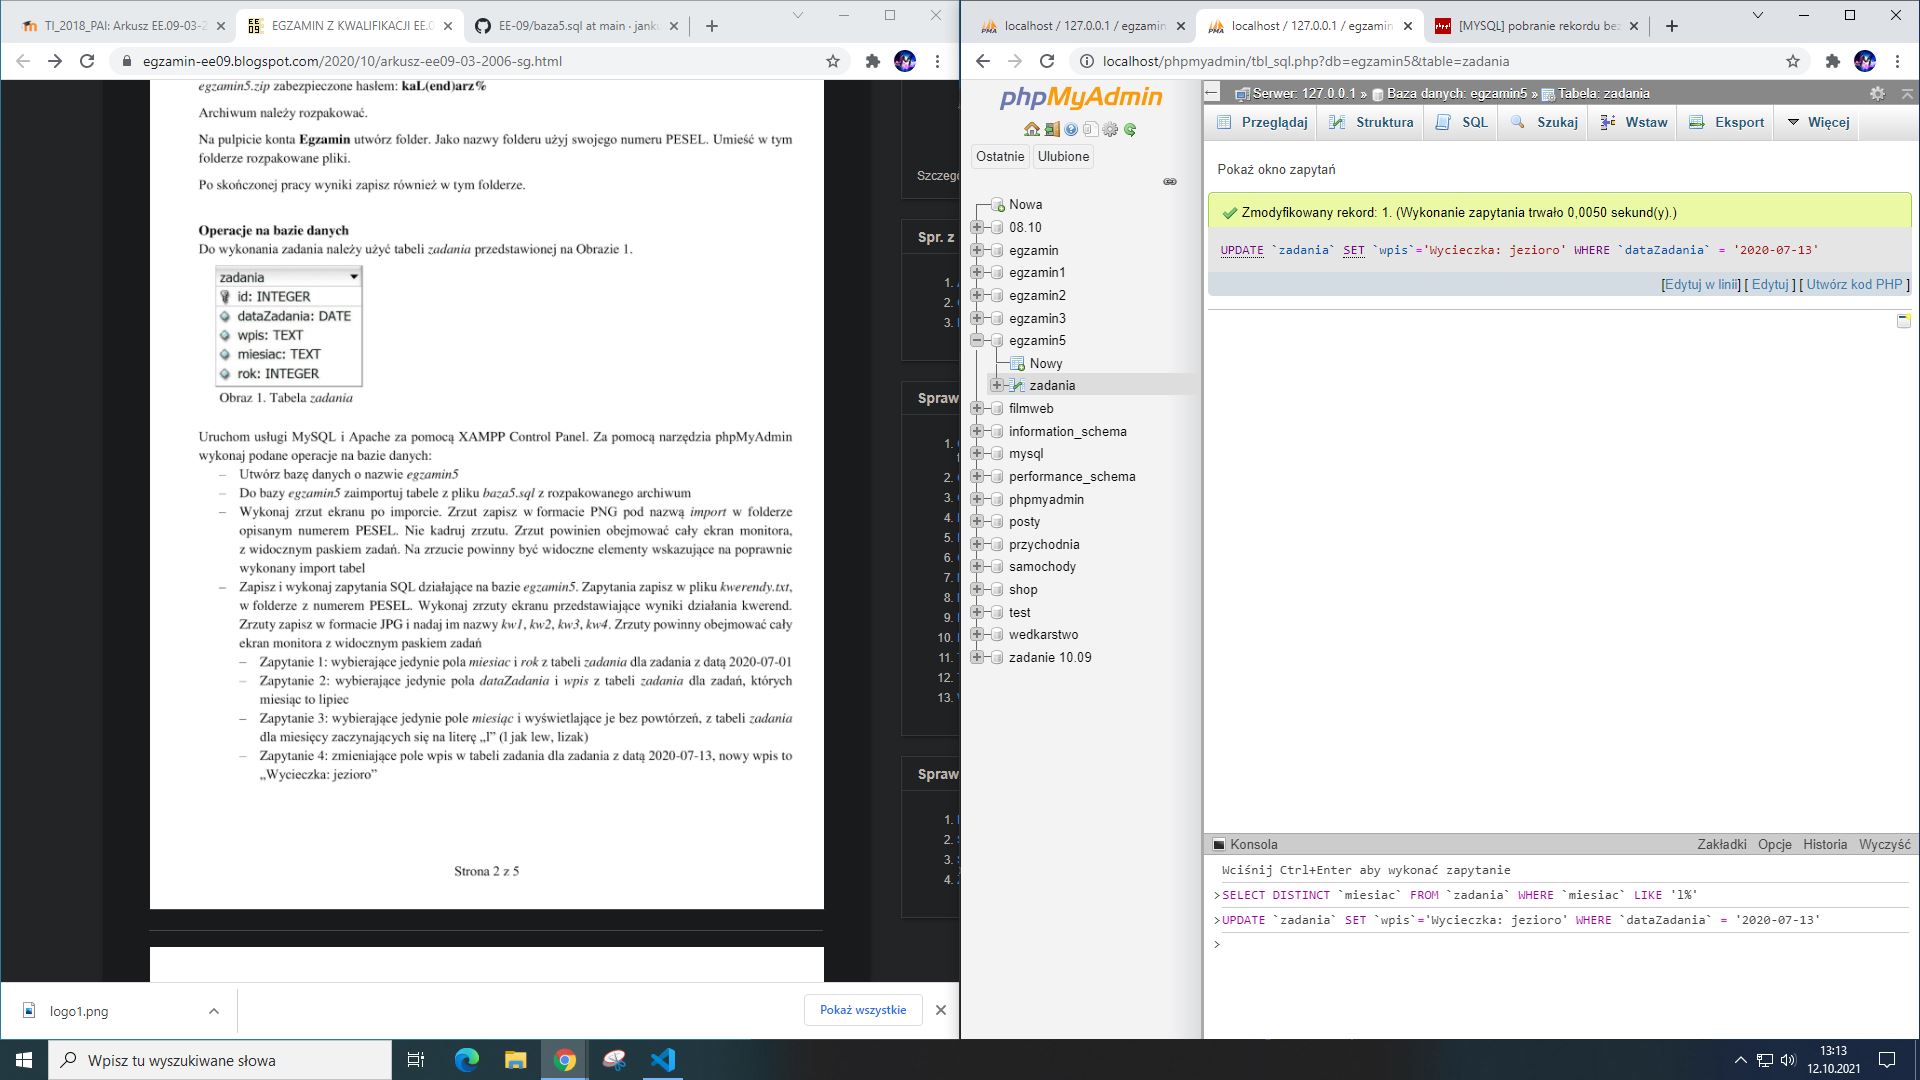 TI_2018_PAI: Arkusz EE.09-03-2
EGZAMIN Z KWALIFIKACJI EE.0
EE-09/baza5.sql at main · jank
egzamin-ee09.blogspot.com/2020/10/arkusz-ee09-03-2006-sg.html
egzamin5.zip zabezpieczone hasłem: kaL(end)arz%
Archiwum należy rozpakować.
Na pulpicie konta Egzamin utwórz folder. Jako nazwy folderu użyj swojego numeru PESEL. Umieść w tym
folderze rozpakowane pliki.
Po skończonej pracy wyniki zapisz również w tym folderze.
Operacje na bazie danych
Do wykonania zadania należy użyć tabeli zadania przedstawionej na Obrazie 1.
zadania
id: INTEGER
dataZadania: DATE
wpis: TEXT
miesiac: TEXT
rok: INTEGER
Obraz 1. Tabela zadania
Uruchom usługi MySQL i Apache za pomocą XAMPP Control Panel. Za pomocą narzędzia phpMyAdmin
wykonaj podane operacje na bazie danych:
– Utwórz bazę danych o nazwie egzamin5
– Do bazy egzamin5 zaimportuj tabele z pliku baza5.sql z rozpakowanego archiwum
– Wykonaj zrzut ekranu po imporcie. Zrzut zapisz w formacie PNG pod nazwą import w folderze
opisanym numerem PESEL. Nie kadruj zrzutu. Zrzut powinien obejmować cały ekran monitora,
z widocznym paskiem zadań. Na zrzucie powinny być widoczne elementy wskazujące na poprawnie
wykonany import tabel
– Zapisz i wykonaj zapytania SQL działające na bazie egzamin5. Zapytania zapisz w pliku kwerendy.txt,
w folderze z numerem PESEL. Wykonaj zrzuty ekranu przedstawiające wyniki działania kwerend.
Zrzuty zapisz w formacie JPG i nadaj im nazwy kw1, kw2, kw3, kw4. Zrzuty powinny obejmować cały
ekran monitora z widocznym paskiem zadań
– Zapytanie 1: wybierające jedynie pola miesiac i rok z tabeli zadania dla zadania z datą 2020-07-01
– Zapytanie 2: wybierające jedynie pola dataZadania i wpis z tabeli zadania dla zadań, których
miesiąc to lipiec
– Zapytanie 3: wybierające jedynie pole miesiąc i wyświetlające je bez powtórzeń, z tabeli zadania
dla miesięcy zaczynających się na literę „l” (l jak lew, lizak)
– Zapytanie 4: zmieniające pole wpis w tabeli zadania dla zadania z datą 2020-07-13, nowy wpis to
„Wycieczka: jezioro”
Strona 2 z 5
Szczegó
Spr. z
1.
2.
3.
Spraw
1.
2.
3.
4.
5.
6.
7.
8.
9.
10.
11.
12.
13.
Spraw
1.
2.
3.
4.
logo1.png
Pokaż wszystkie
localhost / 127.0.0.1 / egzamin
localhost / 127.0.0.1 / egzamin
[MYSQL] pobranie rekordu bez
localhost/phpmyadmin/tbl_sql.php?db=egzamin5&table=zadania
phpMyAdmin
Ostatnie Ulubione
Nowa
08.10
egzamin
egzamin1
egzamin2
egzamin3
egzamin5
Nowy
zadania
filmweb
information_schema
mysql
performance_schema
phpmyadmin
posty
przychodnia
samochody
shop
test
wedkarstwo
zadanie 10.09
Serwer: 127.0.0.1 » Baza danych: egzamin5 » Tabela: zadania
Przeglądaj Struktura SQL Szukaj Wstaw Eksport Więcej
Pokaż okno zapytań
Zmodyfikowany rekord: 1. (Wykonanie zapytania trwało 0,0050 sekund(y).)
UPDATE `zadania` SET `wpis`='Wycieczka: jezioro' WHERE `dataZadania` = '2020-07-13'
[Edytuj w linii] [ Edytuj ] [ Utwórz kod PHP ]
Konsola Zakładki Opcje Historia Wyczyść
Wciśnij Ctrl+Enter aby wykonać zapytanie
>SELECT DISTINCT `miesiac` FROM `zadania` WHERE `miesiac` LIKE 'l%'
>UPDATE `zadania` SET `wpis`='Wycieczka: jezioro' WHERE `dataZadania` = '2020-07-13'
>
Wpisz tu wyszukiwane słowa
13:13
12.10.2021